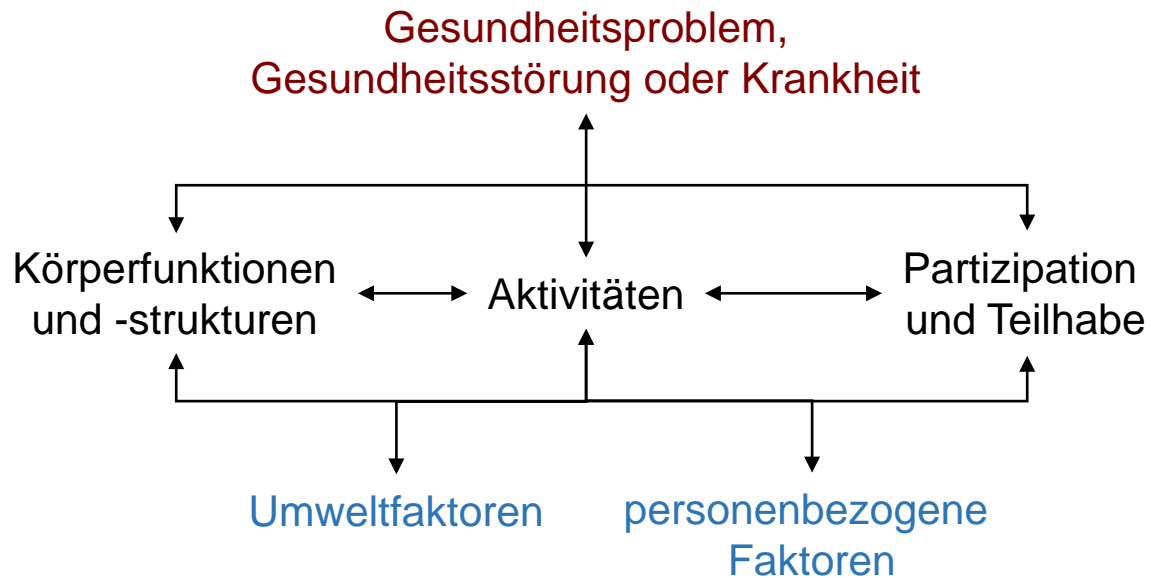 Gesundheitsproblem,
Gesundheitsstörung oder Krankheit
Körperfunktionen
und -strukturen
Aktivitäten
Partizipation
und Teilhabe
Umweltfaktoren
personenbezogene
Faktoren